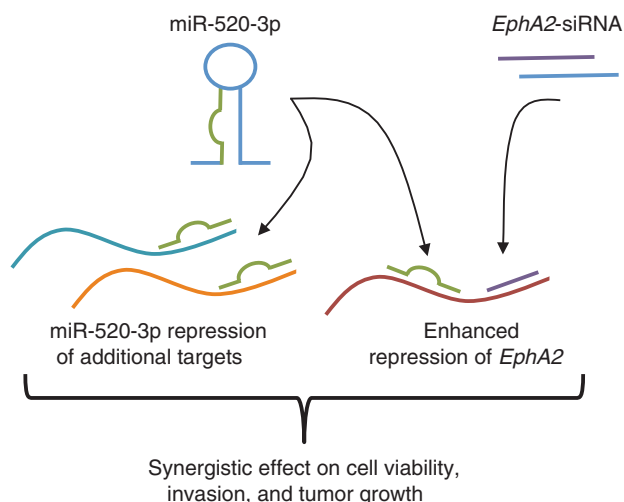 miR-520-3p
EphA2-siRNA
miR-520-3p repression
of additional targets
Enhanced
repression of EphA2
Synergistic effect on cell viability,
invasion, and tumor growth